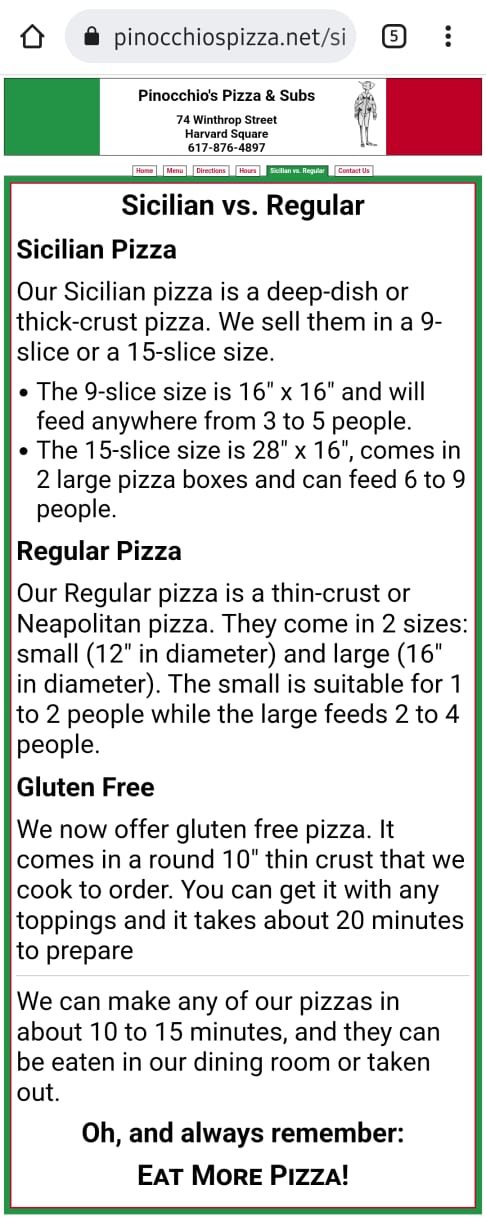 pinocchiospizza.net/si
5
Pinocchio's Pizza & Subs
74 Winthrop Street
Harvard Square
617-876-4897
Home Menu Directions Hours Sicilian vs. Regular Contact Us
Sicilian vs. Regular
Sicilian Pizza
Our Sicilian pizza is a deep-dish or
thick-crust pizza. We sell them in a 9-
slice or a 15-slice size.
• The 9-slice size is 16" x 16" and will
feed anywhere from 3 to 5 people.
• The 15-slice size is 28" x 16", comes in
2 large pizza boxes and can feed 6 to 9
people.
Regular Pizza
Our Regular pizza is a thin-crust or
Neapolitan pizza. They come in 2 sizes:
small (12" in diameter) and large (16"
in diameter). The small is suitable for 1
to 2 people while the large feeds 2 to 4
people.
Gluten Free
We now offer gluten free pizza. It
comes in a round 10" thin crust that we
cook to order. You can get it with any
toppings and it takes about 20 minutes
to prepare
We can make any of our pizzas in
about 10 to 15 minutes, and they can
be eaten in our dining room or taken
out.
Oh, and always remember:
EAT MORE PIZZA!